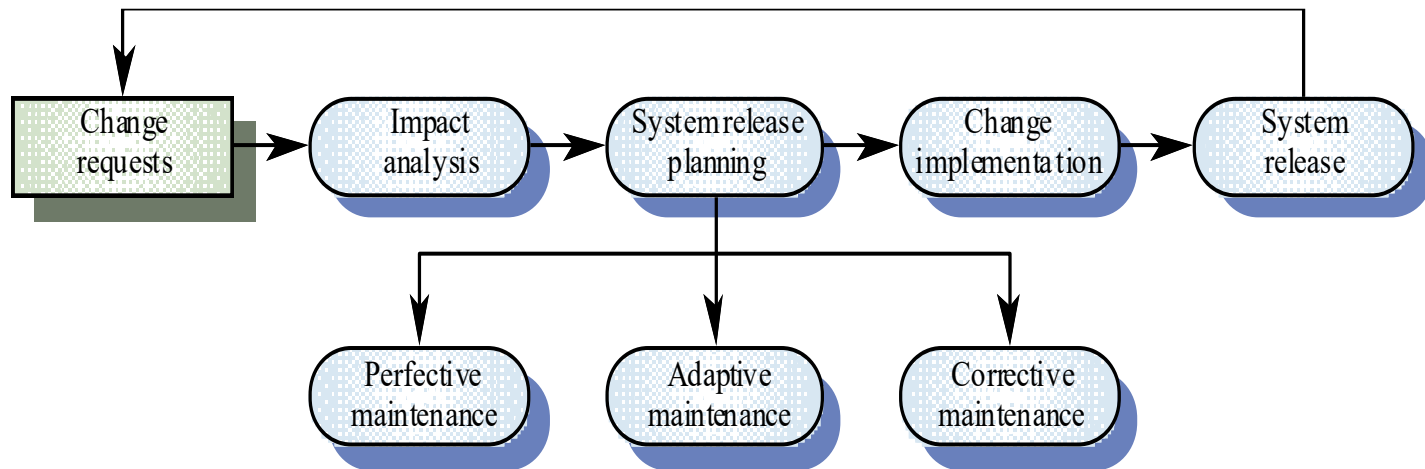 Change
requests
Impact
analysis
System release
planning
Change
implementation
System
release
Perfective
maintenance
Adaptive
maintenance
Corrective
maintenance